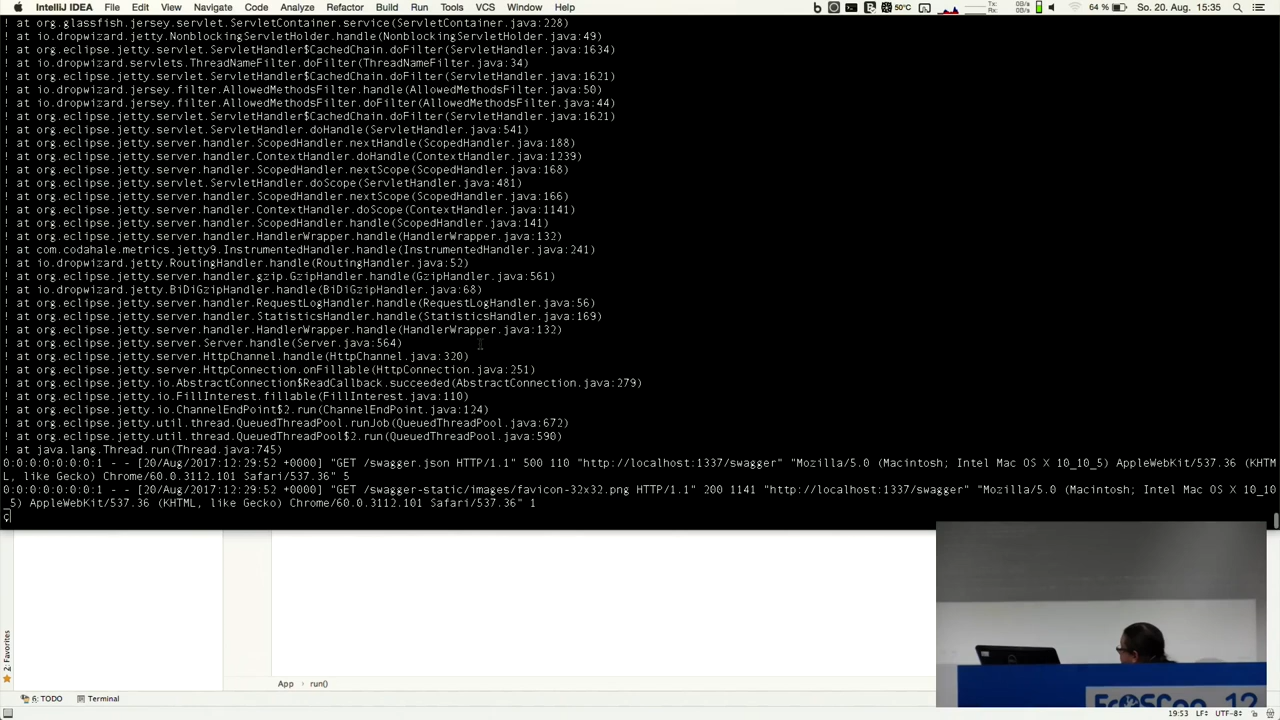 IntelliJ IDEA File Edit View Navigate Code Analyze Refactor Build Run Tools VCS Window Help 50°C Tx: Rx: 0B/s 0B/s 64 % So. 20. Aug. 15:35
! at org.glassfish.jersey.servlet.ServletContainer.service(ServletContainer.java:228)
! at io.dropwizard.jetty.NonblockingServletHolder.handle(NonblockingServletHolder.java:49)
! at org.eclipse.jetty.servlet.ServletHandler$CachedChain.doFilter(ServletHandler.java:1634)
! at io.dropwizard.servlets.ThreadNameFilter.doFilter(ThreadNameFilter.java:34)
! at org.eclipse.jetty.servlet.ServletHandler$CachedChain.doFilter(ServletHandler.java:1621)
! at io.dropwizard.jersey.filter.AllowedMethodsFilter.handle(AllowedMethodsFilter.java:50)
! at io.dropwizard.jersey.filter.AllowedMethodsFilter.doFilter(AllowedMethodsFilter.java:44)
! at org.eclipse.jetty.servlet.ServletHandler$CachedChain.doFilter(ServletHandler.java:1621)
! at org.eclipse.jetty.servlet.ServletHandler.doHandle(ServletHandler.java:541)
! at org.eclipse.jetty.server.handler.ScopedHandler.nextHandle(ScopedHandler.java:188)
! at org.eclipse.jetty.server.handler.ContextHandler.doHandle(ContextHandler.java:1239)
! at org.eclipse.jetty.server.handler.ScopedHandler.nextScope(ScopedHandler.java:168)
! at org.eclipse.jetty.servlet.ServletHandler.doScope(ServletHandler.java:481)
! at org.eclipse.jetty.server.handler.ScopedHandler.nextScope(ScopedHandler.java:166)
! at org.eclipse.jetty.server.handler.ContextHandler.doScope(ContextHandler.java:1141)
! at org.eclipse.jetty.server.handler.ScopedHandler.handle(ScopedHandler.java:141)
! at org.eclipse.jetty.server.handler.HandlerWrapper.handle(HandlerWrapper.java:132)
! at com.codahale.metrics.jetty9.InstrumentedHandler.handle(InstrumentedHandler.java:241)
! at io.dropwizard.jetty.RoutingHandler.handle(RoutingHandler.java:52)
! at org.eclipse.jetty.server.handler.gzip.GzipHandler.handle(GzipHandler.java:561)
! at io.dropwizard.jetty.BiDiGzipHandler.handle(BiDiGzipHandler.java:68)
! at org.eclipse.jetty.server.handler.RequestLogHandler.handle(RequestLogHandler.java:56)
! at org.eclipse.jetty.server.handler.StatisticsHandler.handle(StatisticsHandler.java:169)
! at org.eclipse.jetty.server.handler.HandlerWrapper.handle(HandlerWrapper.java:132)
! at org.eclipse.jetty.server.Server.handle(Server.java:564)
! at org.eclipse.jetty.server.HttpChannel.handle(HttpChannel.java:320)
! at org.eclipse.jetty.server.HttpConnection.onFillable(HttpConnection.java:251)
! at org.eclipse.jetty.io.AbstractConnection$ReadCallback.succeeded(AbstractConnection.java:279)
! at org.eclipse.jetty.io.FillInterest.fillable(FillInterest.java:110)
! at org.eclipse.jetty.io.ChannelEndPoint$2.run(ChannelEndPoint.java:124)
! at org.eclipse.jetty.util.thread.QueuedThreadPool.runJob(QueuedThreadPool.java:672)
! at org.eclipse.jetty.util.thread.QueuedThreadPool$2.run(QueuedThreadPool.java:590)
! at java.lang.Thread.run(Thread.java:745)
0:0:0:0:0:0:0:1 - - [20/Aug/2017:12:29:52 +0000] "GET /swagger.json HTTP/1.1" 500 110 "http://localhost:1337/swagger" "Mozilla/5.0 (Macintosh; Intel Mac OS X 10_10_5) AppleWebKit/537.36 (KHTM
L, like Gecko) Chrome/60.0.3112.101 Safari/537.36" 5
0:0:0:0:0:0:0:1 - - [20/Aug/2017:12:29:52 +0000] "GET /swagger-static/images/favicon-32x32.png HTTP/1.1" 200 1141 "http://localhost:1337/swagger" "Mozilla/5.0 (Macintosh; Intel Mac OS X 10_10
_5) AppleWebKit/537.36 (KHTML, like Gecko) Chrome/60.0.3112.101 Safari/537.36" 1
ç
2: Favorites
App run()
6: TODO Terminal
19:53 LF UTF-8
FrOSCon 12